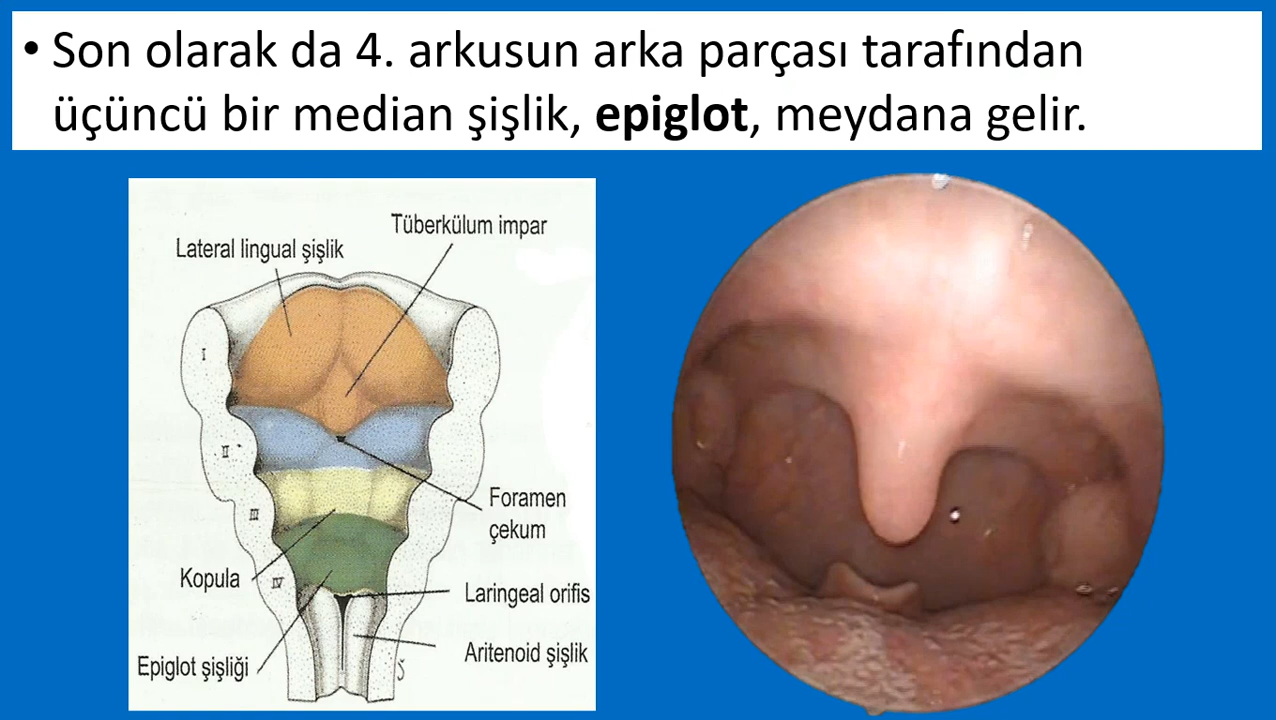 • Son olarak da 4. arkusun arka parçası tarafından
üçüncü bir median şişlik, epiglot, meydana gelir.
Tüberkülum impar
Lateral lingual şişlik
I
II
III
IV
Foramen
çekum
Kopula
Laringeal orifis
Aritenoid şişlik
Epiglot şişliği